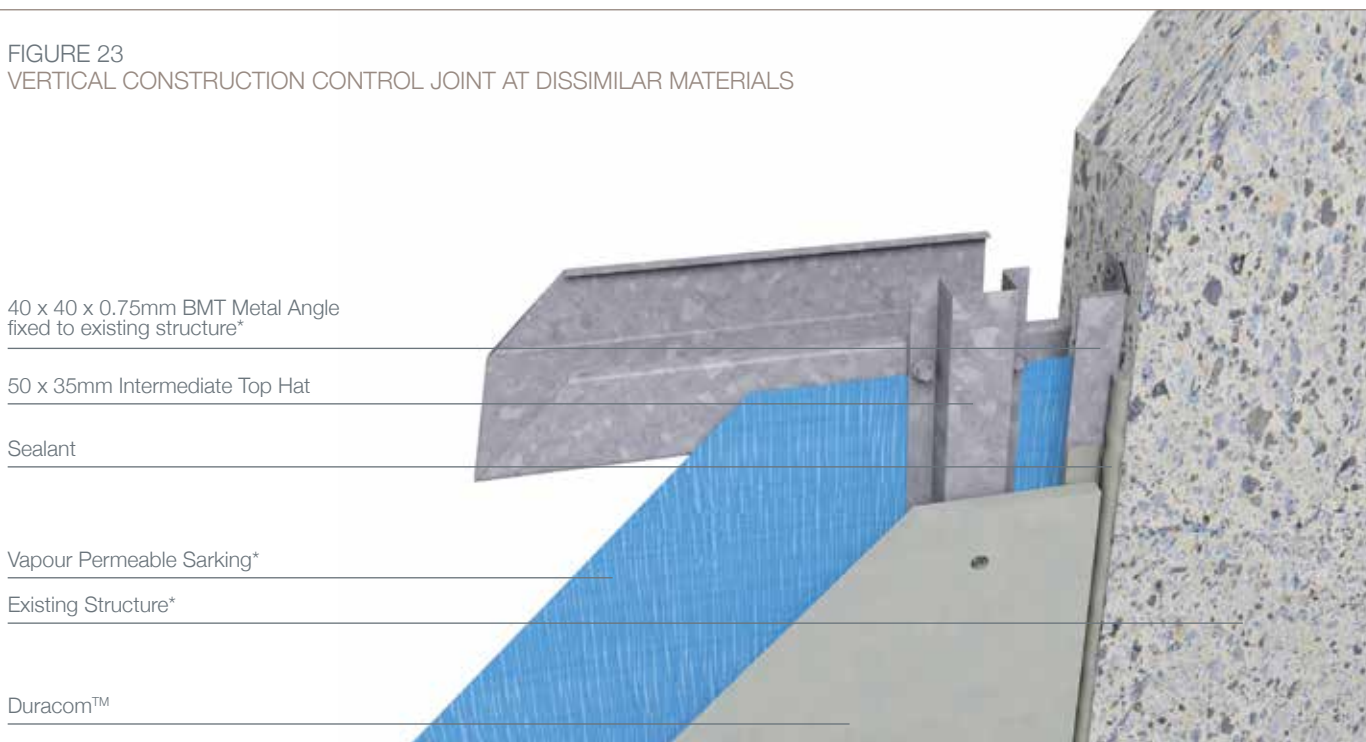 FIGURE 23
VERTICAL CONSTRUCTION CONTROL JOINT AT DISSIMILAR MATERIALS
40 x 40 x 0.75mm BMT Metal Angle
fixed to existing structure*
50 x 35mm Intermediate Top Hat
Sealant
Vapour Permeable Sarking*
Existing Structure*
Duracom™